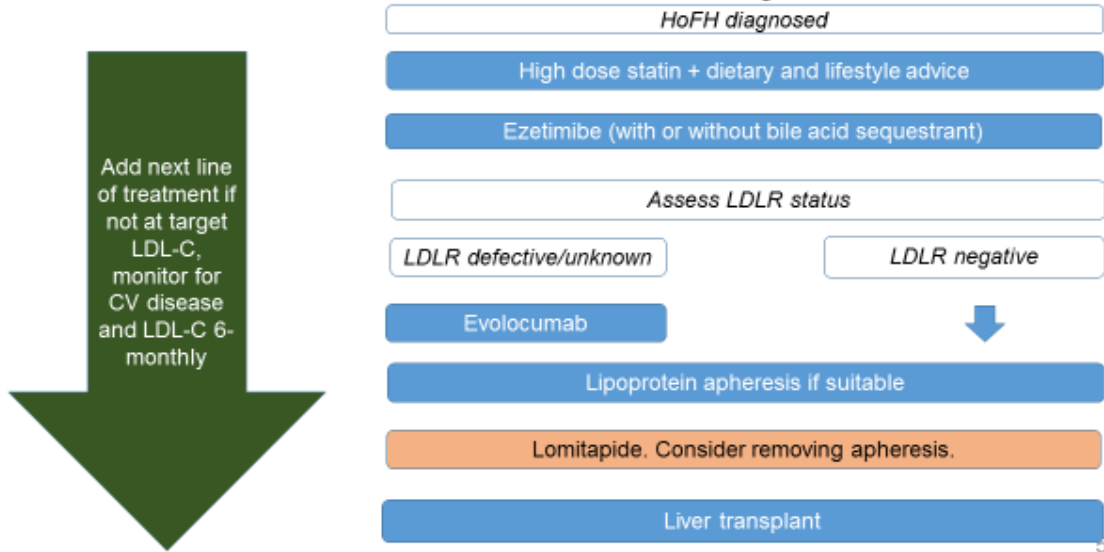 HoFH diagnosed
High dose statin + dietary and lifestyle advice
Ezetimibe (with or without bile acid sequestrant)
Add next line
of treatment if
not at target
LDL-C,
monitor for
CV disease
and LDL-C 6-
monthly
Assess LDLR status
LDLR defective/unknown
LDLR negative
Evolocumab
Lipoprotein apheresis if suitable
Lomitapide. Consider removing apheresis.
Liver transplant